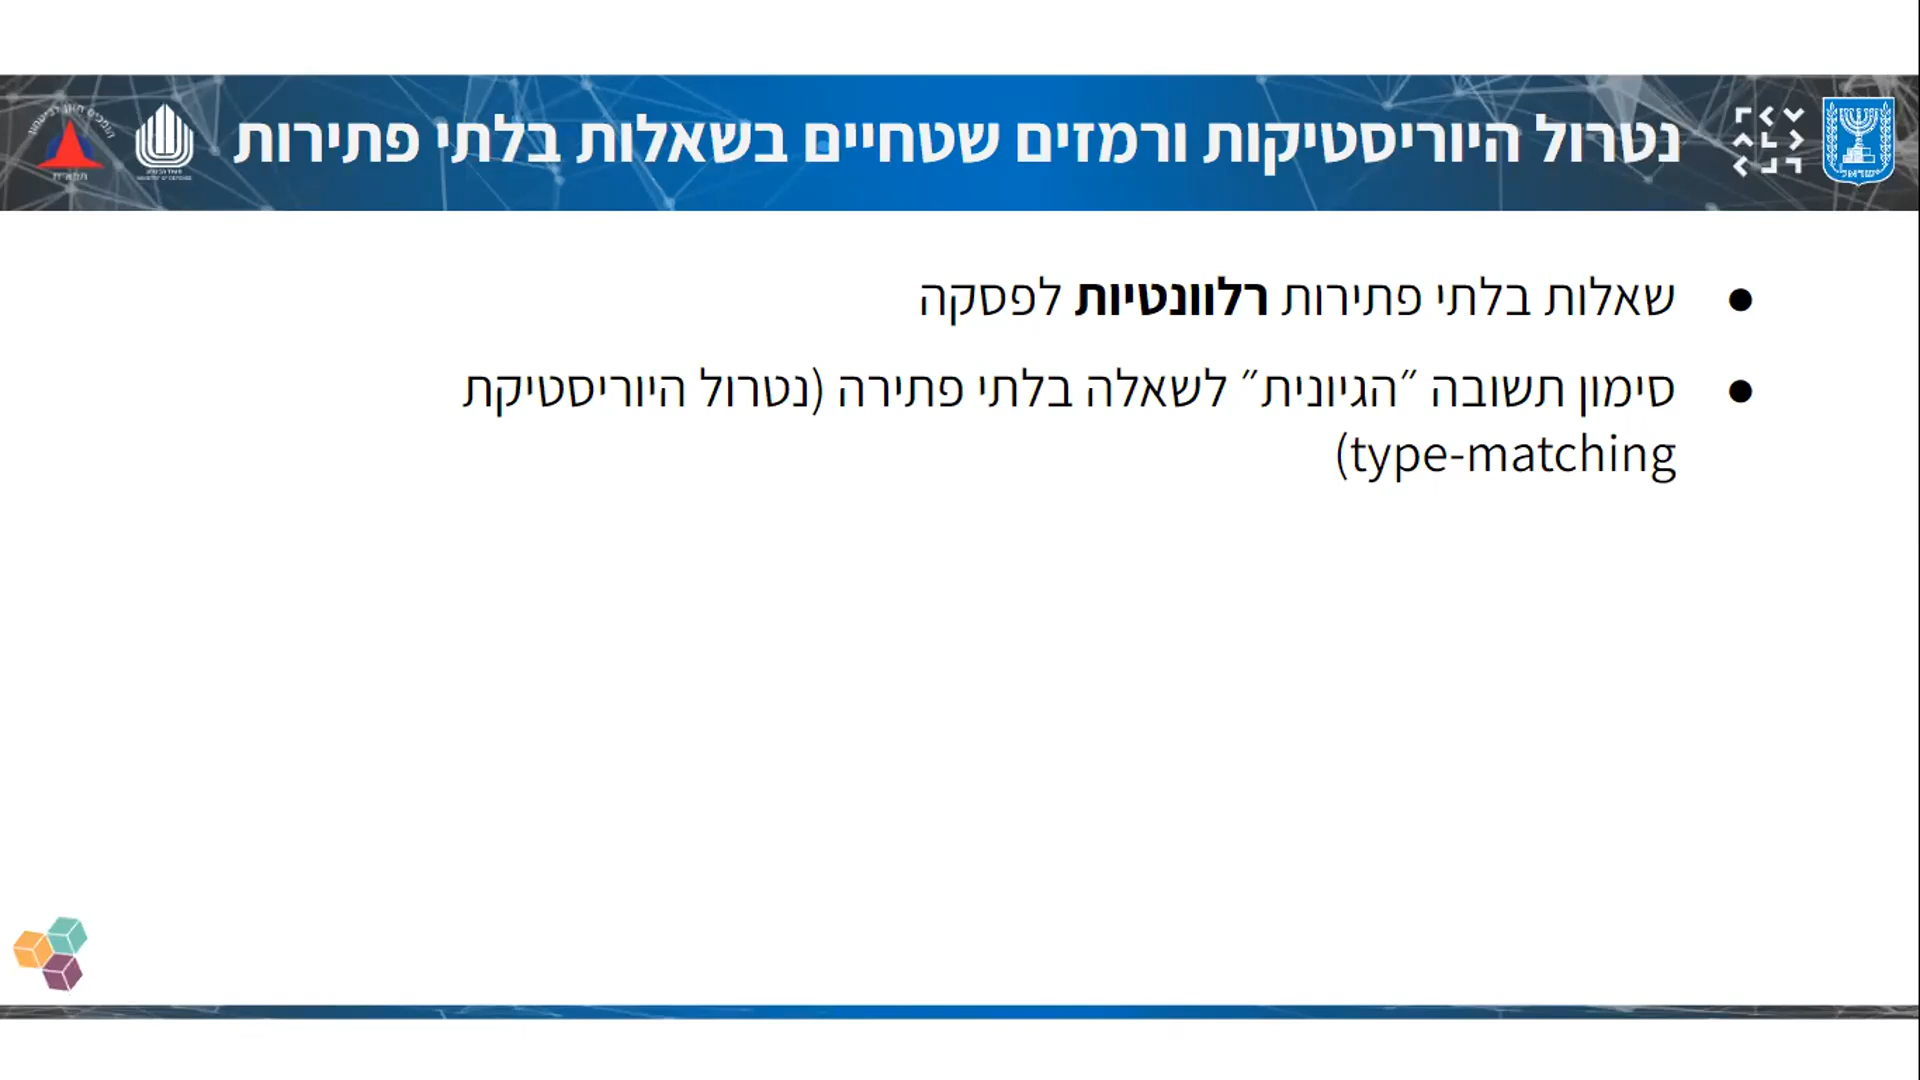 נטרול היוריסטיקות ורמזים שטחיים בשאלות בלתי פתירות
● שאלות בלתי פתירות רלוונטיות לפסקה
● סימון תשובה ״הגיונית״ לשאלה בלתי פתירה (נטרול היוריסטיקת
type-matching)
ישראל